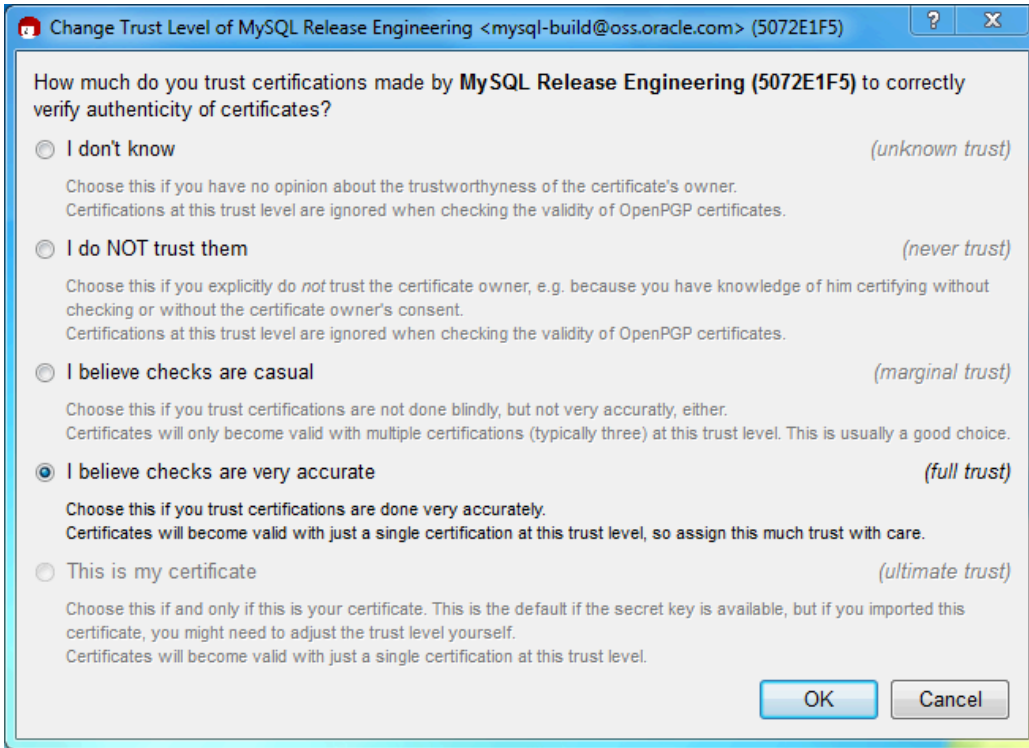 Change Trust Level of MySQL Release Engineering <mysql-build@oss.oracle.com> (5072E1F5)
How much do you trust certifications made by MySQL Release Engineering (5072E1F5) to correctly
verify authenticity of certificates?
I don't know (unknown trust)
Choose this if you have no opinion about the trustworthyness of the certificate's owner.
Certifications at this trust level are ignored when checking the validity of OpenPGP certificates.
I do NOT trust them (never trust)
Choose this if you explicitly do not trust the certificate owner, e.g. because you have knowledge of him certifying without
checking or without the certificate owner's consent.
Certifications at this trust level are ignored when checking the validity of OpenPGP certificates.
I believe checks are casual (marginal trust)
Choose this if you trust certifications are not done blindly, but not very accuratly, either.
Certificates will only become valid with multiple certifications (typically three) at this trust level. This is usually a good choice.
I believe checks are very accurate (full trust)
Choose this if you trust certifications are done very accurately.
Certificates will become valid with just a single certification at this trust level, so assign this much trust with care.
This is my certificate (ultimate trust)
Choose this if and only if this is your certificate. This is the default if the secret key is available, but if you imported this
certificate, you might need to adjust the trust level yourself.
Certificates will become valid with just a single certification at this trust level.
OK Cancel